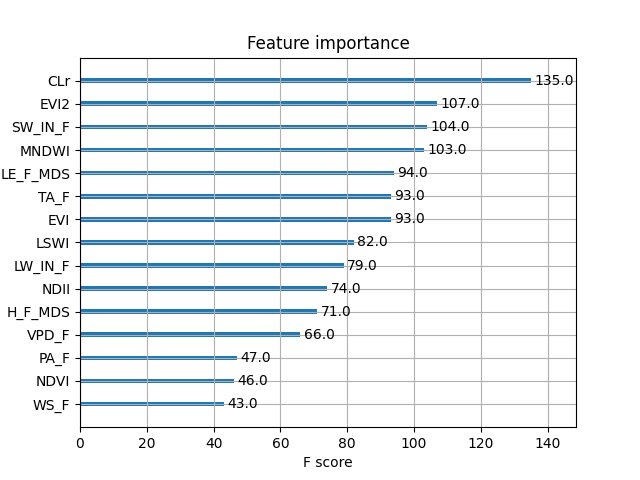 Feature importance
CLr 135.0
EVI2 107.0
SW_IN_F 104.0
MNDWI 103.0
LE_F_MDS 94.0
TA_F 93.0
EVI 93.0
LSWI 82.0
LW_IN_F 79.0
NDII 74.0
H_F_MDS 71.0
VPD_F 66.0
PA_F 47.0
NDVI 46.0
WS_F 43.0
0 20 40 60 80 100 120 140
F score